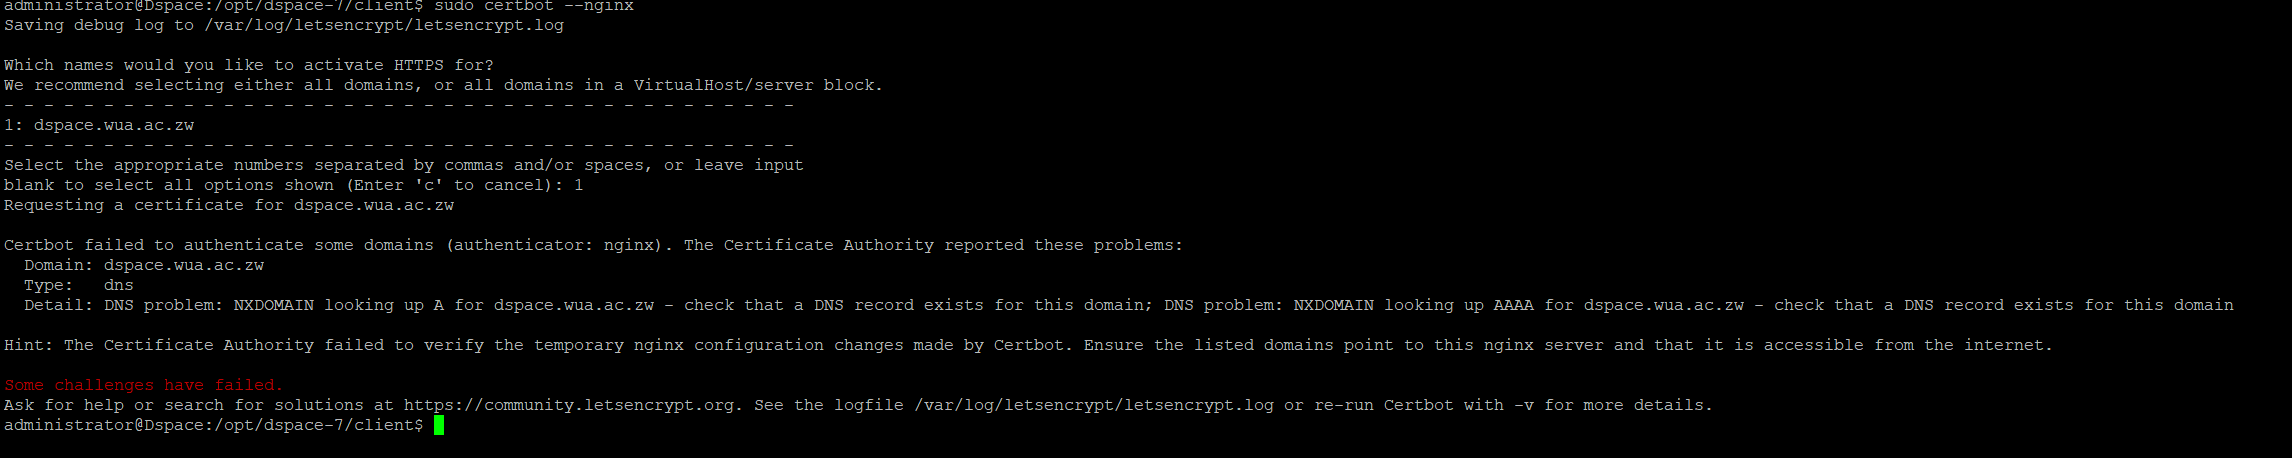 administrator@Dspace:/opt/dspace-7/client$ sudo certbot --nginx
Saving debug log to /var/log/letsencrypt/letsencrypt.log
Which names would you like to activate HTTPS for?
We recommend selecting either all domains, or all domains in a VirtualHost/server block.
- - - - - - - - - - - - - - - - - - - - - - - - - - - - - - - - - - - - - - - -
1: dspace.wua.ac.zw
- - - - - - - - - - - - - - - - - - - - - - - - - - - - - - - - - - - - - - - -
Select the appropriate numbers separated by commas and/or spaces, or leave input
blank to select all options shown (Enter 'c' to cancel): 1
Requesting a certificate for dspace.wua.ac.zw
Certbot failed to authenticate some domains (authenticator: nginx). The Certificate Authority reported these problems:
  Domain: dspace.wua.ac.zw
  Type:   dns
  Detail: DNS problem: NXDOMAIN looking up A for dspace.wua.ac.zw - check that a DNS record exists for this domain; DNS problem: NXDOMAIN looking up AAAA for dspace.wua.ac.zw - check that a DNS record exists for this domain
Hint: The Certificate Authority failed to verify the temporary nginx configuration changes made by Certbot. Ensure the listed domains point to this nginx server and that it is accessible from the internet.
Some challenges have failed.
Ask for help or search for solutions at https://community.letsencrypt.org. See the logfile /var/log/letsencrypt/letsencrypt.log or re-run Certbot with -v for more details.
administrator@Dspace:/opt/dspace-7/client$